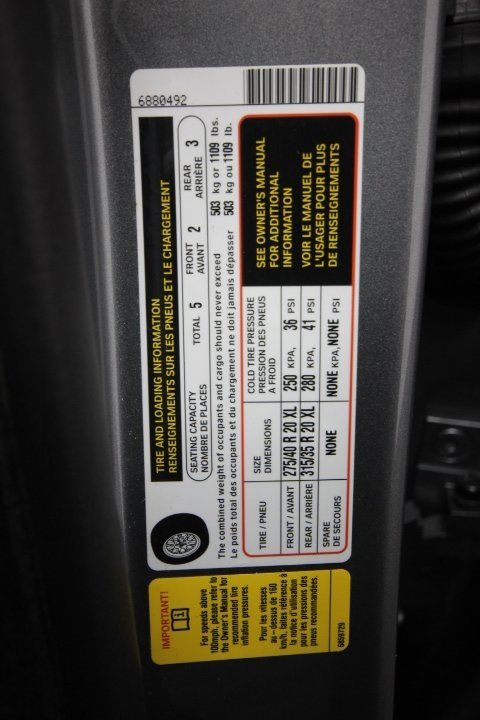 6880492
TIRE AND LOADING INFORMATION
RENSEIGNEMENTS SUR LES PNEUS ET LE CHARGEMENT
SEATING CAPACITY
NOMBRE DE PLACES
TOTAL 5
FRONT
AVANT 2
REAR
ARRIÈRE 3
The combined weight of occupants and cargo should never exceed 503 kg or 1109 lbs.
Le poids total des occupants et du chargement ne doit jamais dépasser 503 kg ou 1109 lb.
TIRE / PNEU
SIZE
DIMENSIONS
COLD TIRE PRESSURE
PRESSION DES PNEUS
A FROID
FRONT / AVANT 275/40 R 20 XL 250 KPA, 36 PSI
REAR / ARRIÈRE 315/35 R 20 XL 280 KPA, 41 PSI
SPARE
DE SECOURS
NONE NONE KPA, NONE PSI
SEE OWNER'S MANUAL
FOR ADDITIONAL
INFORMATION
VOIR LE MANUEL DE
L'USAGER POUR PLUS
DE RENSEIGNEMENTS
IMPORTANT!
For speeds above
100mph, please refer to
the Owner's Manual for
recommended tire
inflation pressures.
Pour les vitesses
au-dessus de 160
km/h, faites référence à
la notice d'utilisation
pour les pressions des
pneus recommandées.
6859729